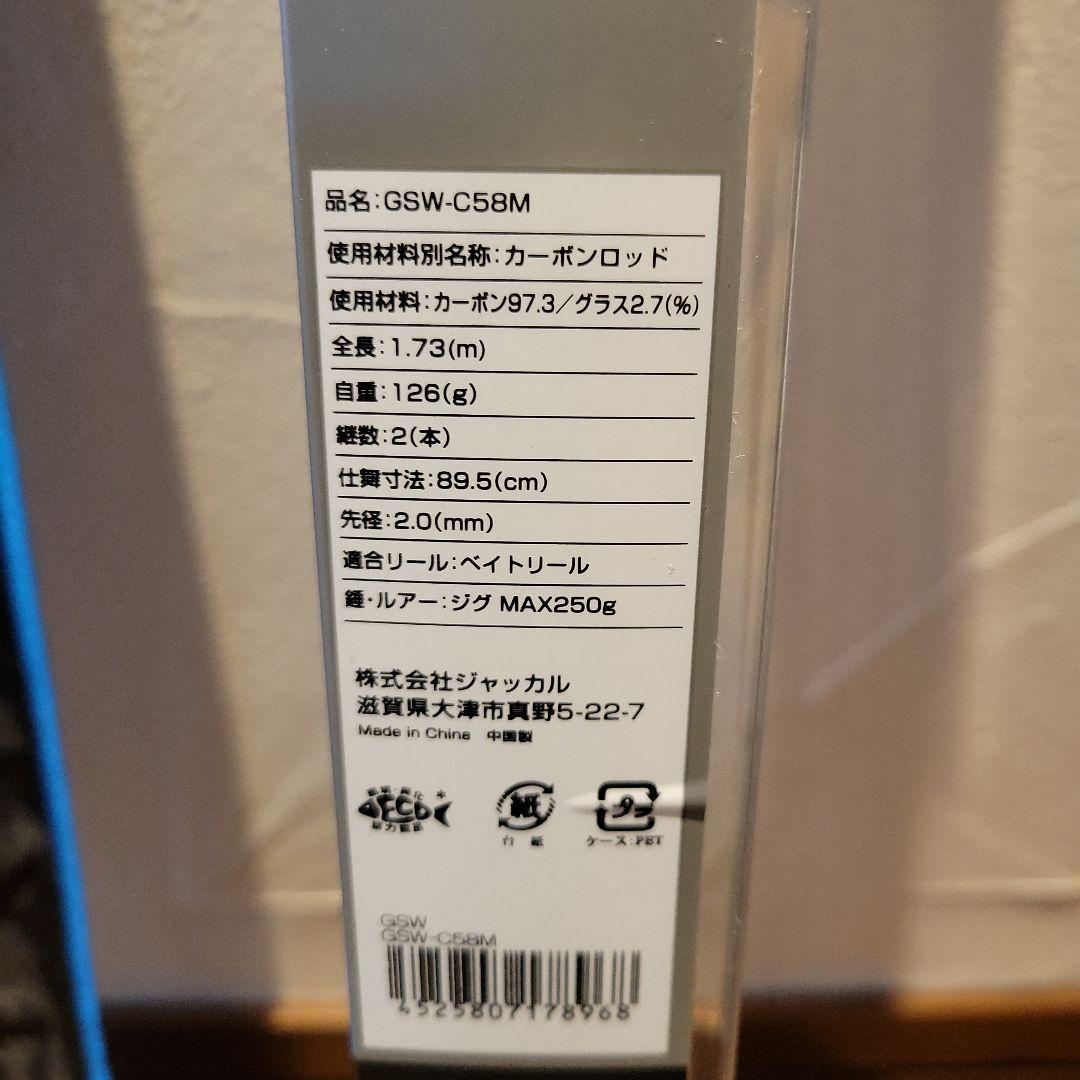 品名:GSW-C58M
使用材料別名称:カーボンロッド
使用材料:カーボン97.3/グラス2.7(%)
全長:1.73(m)
自重:126(g)
継数:2(本)
仕舞寸法:89.5(cm)
先径:2.0(mm)
適合リール:ベイトリール
錘・ルアー:ジグ MAX250g
株式会社ジャッカル
滋賀県大津市真野5-22-7
Made in China 中国製
ECO
紙 プラ
台紙 ケース:PET
GSW
GSW-C58M
4525807178968